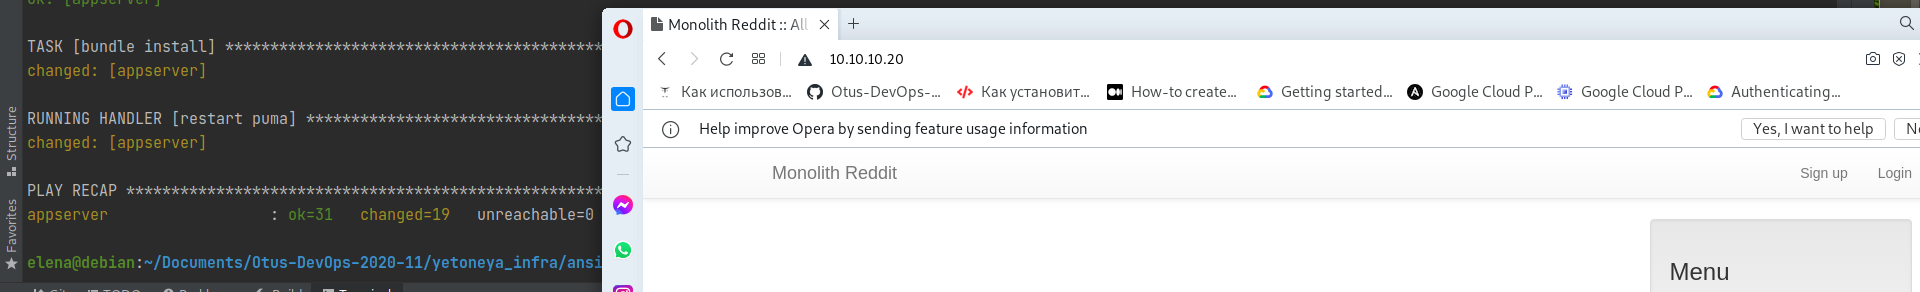 ok: [appserver]
TASK [bundle install] ******************************************
changed: [appserver]
RUNNING HANDLER [restart puma] *********************************
changed: [appserver]
PLAY RECAP *****************************************************
appserver : ok=31 changed=19 unreachable=0
elena@debian:~/Documents/Otus-DevOps-2020-11/yetoneya_infra/ansi
Structure
Favorites
Monolith Reddit :: All
10.10.10.20
Как использов... Otus-DevOps-... Как установит... How-to create... Getting started... Google Cloud P... Google Cloud P... Authenticating...
Help improve Opera by sending feature usage information
Yes, I want to help
Monolith Reddit
Sign up Login
Menu